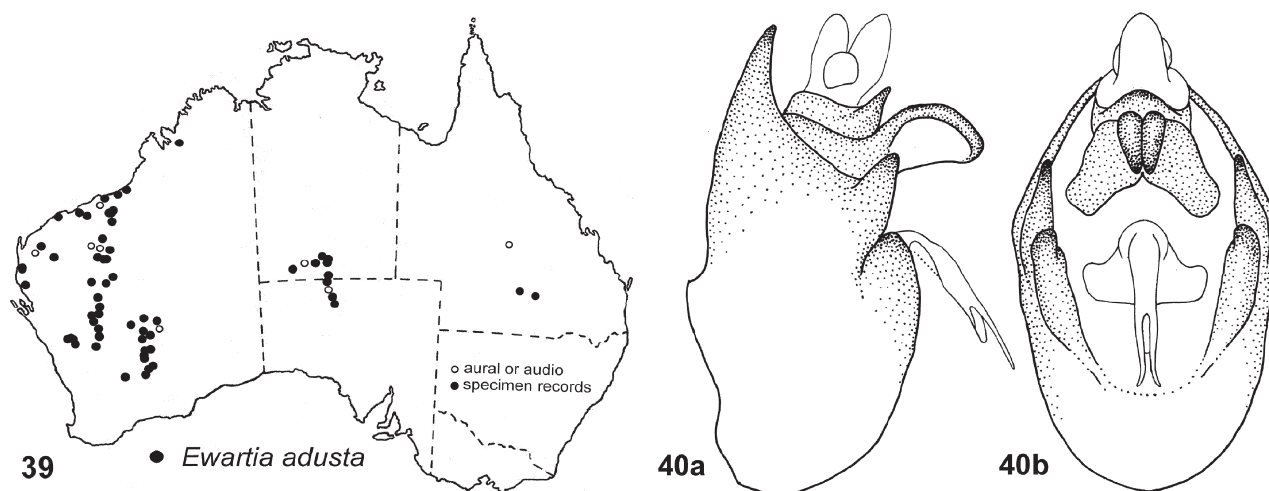 aural or audio
specimen records
39
Ewartia adusta
40a
40b